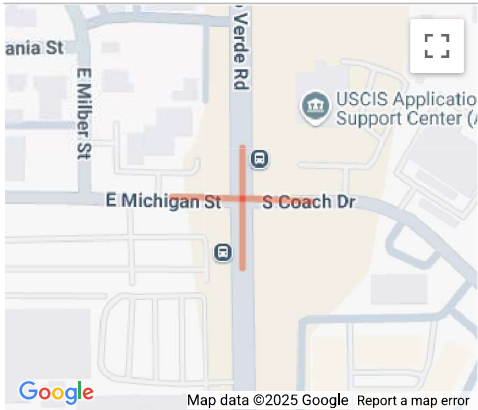 ania St
E Milber St
o Verde Rd
USCIS Applicatio
Support Center (A
E Michigan St
S Coach Dr
Google
Map data ©2025 Google
Report a map error